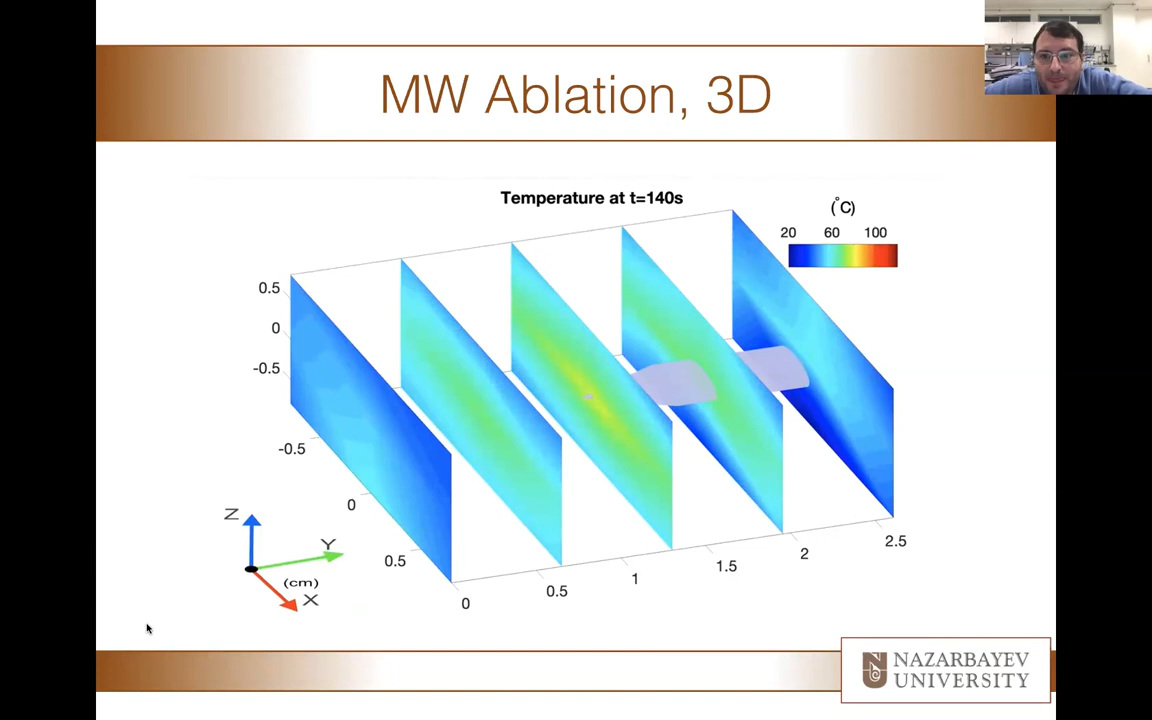 MW Ablation, 3D
Temperature at t=140s
(°C)
20 60 100
0.5
0
-0.5
-0.5
0
0.5
0
0.5
1
1.5
2
2.5
Z
Y
(cm)
X
NAZARBAYEV
UNIVERSITY